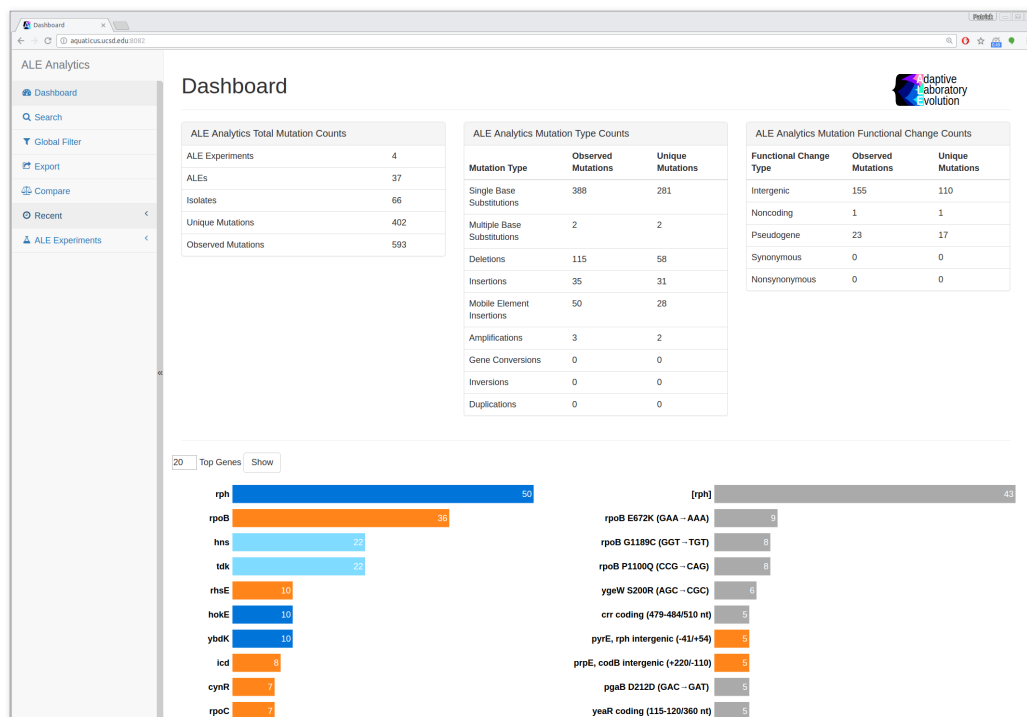 Dashboard
aquaticus.ucsd.edu:8082
ALE Analytics
Dashboard
Search
Global Filter
Export
Compare
Recent
ALE Experiments
Dashboard
Adaptive
Laboratory
Evolution
ALE Analytics Total Mutation Counts
ALE Experiments 4
ALEs 37
Isolates 66
Unique Mutations 402
Observed Mutations 593
ALE Analytics Mutation Type Counts
Mutation Type Observed Mutations Unique Mutations
Single Base Substitutions 388 281
Multiple Base Substitutions 2 2
Deletions 115 58
Insertions 35 31
Mobile Element Insertions 50 28
Amplifications 3 2
Gene Conversions 0 0
Inversions 0 0
Duplications 0 0
ALE Analytics Mutation Functional Change Counts
Functional Change Type Observed Mutations Unique Mutations
Intergenic 155 110
Noncoding 1 1
Pseudogene 23 17
Synonymous 0 0
Nonsynonymous 0 0
20 Top Genes Show
rph 50
rpoB 36
hns 22
tdk 22
rhsE 10
hokE 10
ybdK 10
icd 8
cynR 7
rpoC 7
[rph] 43
rpoB E672K (GAA→AAA) 9
rpoB G1189C (GGT→TGT) 8
rpoB P1100Q (CCG→CAG) 8
ygeW S200R (AGC→CGC) 6
crr coding (479-484/510 nt) 5
pyrE, rph intergenic (-41/+54) 5
prpE, codB intergenic (+220/-110) 5
pgaB D212D (GAC→GAT) 5
yeaR coding (115-120/360 nt) 5